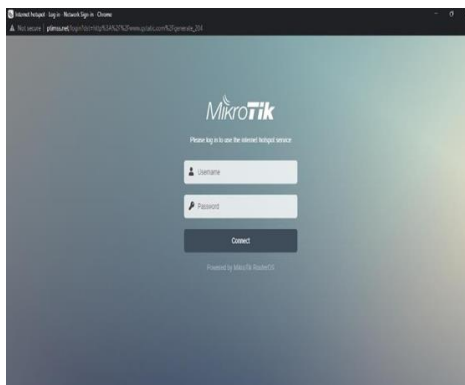 Internet hotspot - Log in - Network Sign in - Chrome
Not secure
MikroTik
Please log in to use the internet hotspot service
Username
Password
Connect
Powered by MikroTik RouterOS